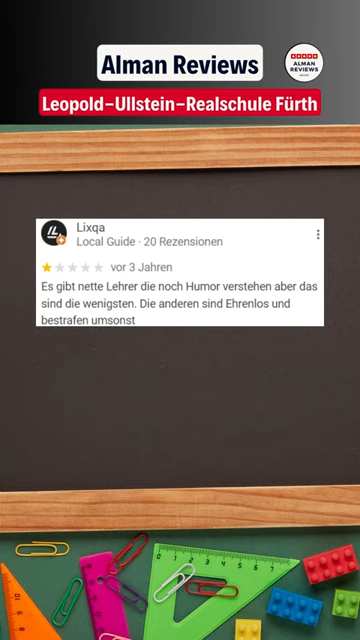 Alman Reviews
ALMAN
REVIEWS
Leopold-Ullstein-Realschule Fürth
Lixqa
Local Guide · 20 Rezensionen
vor 3 Jahren
Es gibt nette Lehrer die noch Humor verstehen aber das
sind die wenigsten. Die anderen sind Ehrenlos und
bestrafen umsonst